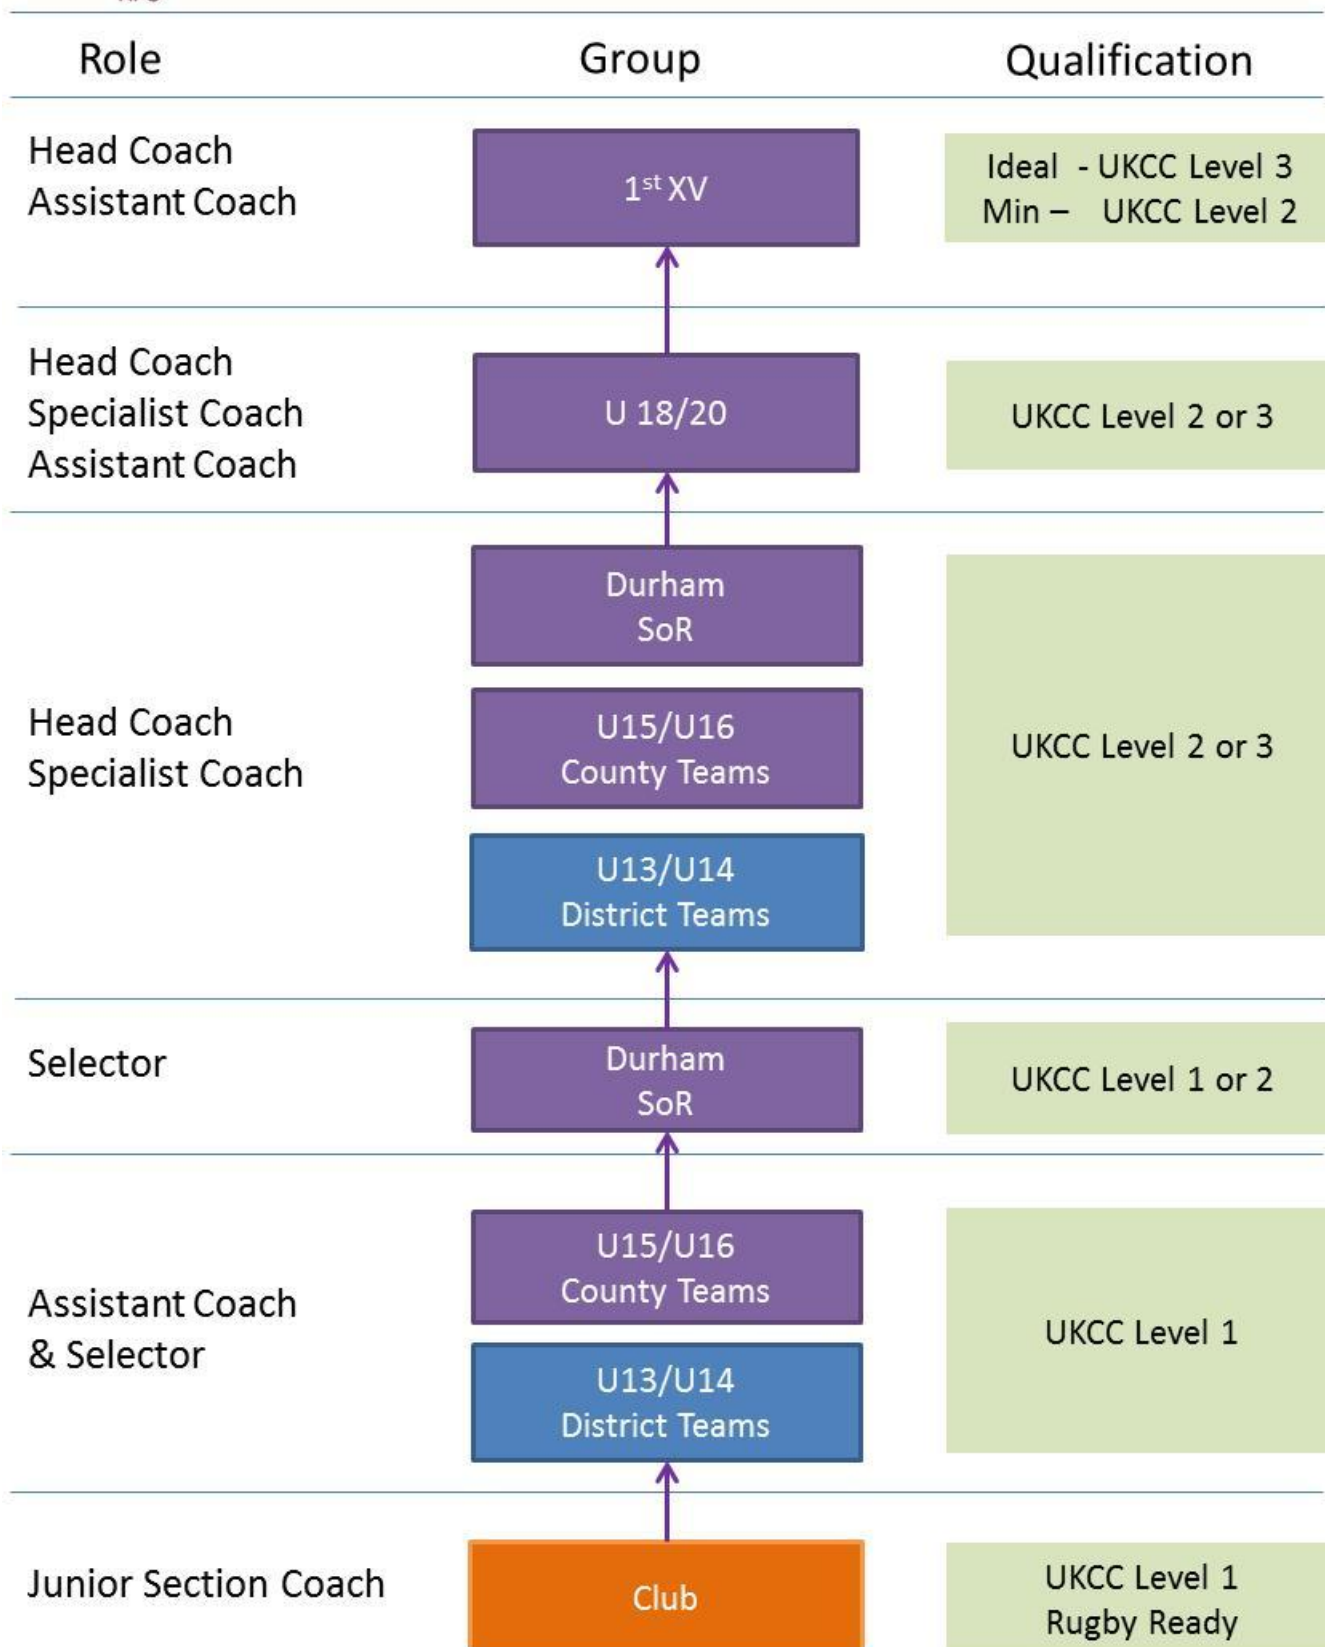 Role Group Qualification
Head Coach
Assistant Coach
1st XV
Ideal - UKCC Level 3
Min – UKCC Level 2
Head Coach
Specialist Coach
Assistant Coach
U 18/20
UKCC Level 2 or 3
Head Coach
Specialist Coach
Durham
SoR
U15/U16
County Teams
U13/U14
District Teams
UKCC Level 2 or 3
Selector
Durham
SoR
UKCC Level 1 or 2
Assistant Coach
& Selector
U15/U16
County Teams
U13/U14
District Teams
UKCC Level 1
Junior Section Coach
Club
UKCC Level 1
Rugby Ready